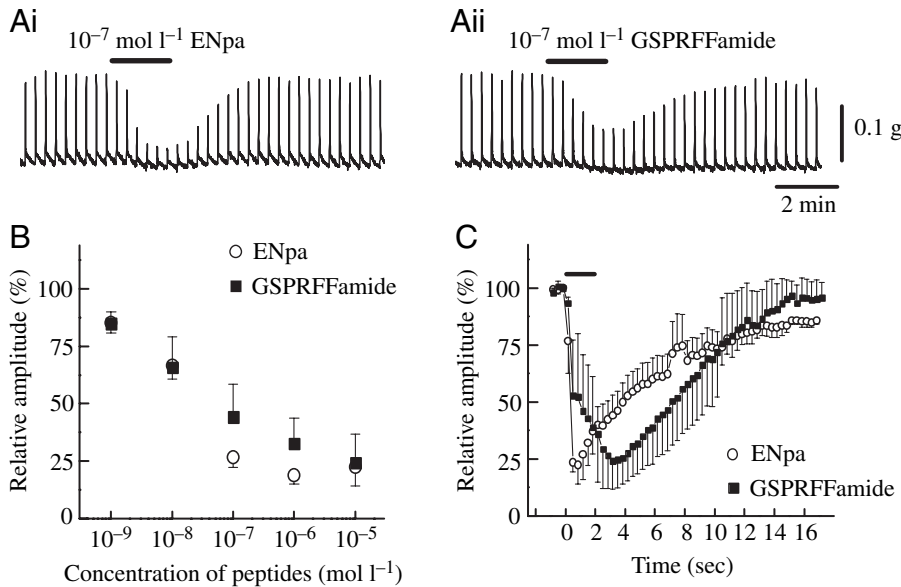 Ai
10⁻⁷ mol l⁻¹ ENpa
Aii
10⁻⁷ mol l⁻¹ GSPRFFamide
0.1 g
2 min
B
ENpa
GSPRFFamide
Relative amplitude (%)
100
75
50
25
0
10⁻⁹ 10⁻⁸ 10⁻⁷ 10⁻⁶ 10⁻⁵
Concentration of peptides (mol l⁻¹)
C
Relative amplitude (%)
100
75
50
25
0
ENpa
GSPRFFamide
0 2 4 6 8 10 12 14 16
Time (sec)